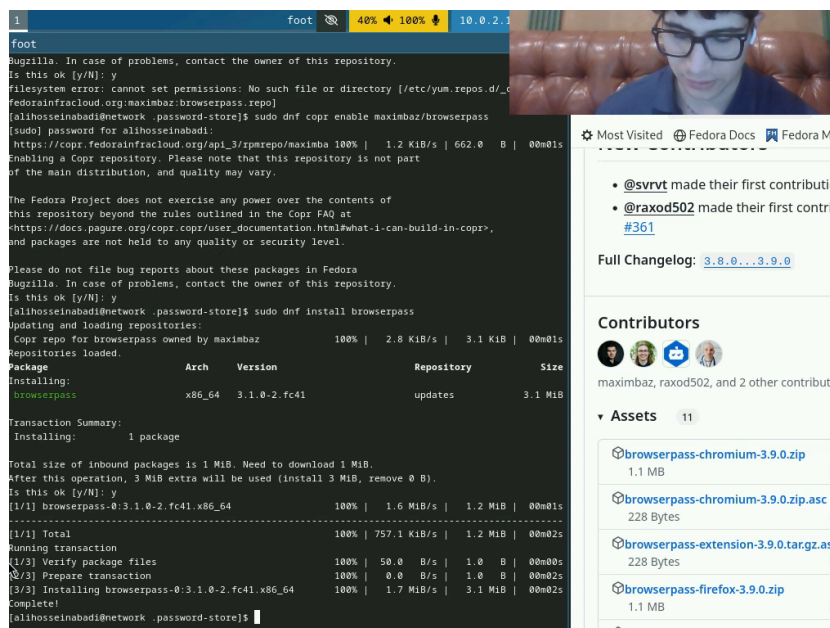 1
foot
40%
100%
10.0.2.1
foot
Bugzilla. In case of problems, contact the owner of this repository.
Is this ok [y/N]: y
filesystem error: cannot set permissions: No such file or directory [/etc/yum.repos.d/_c
fedorainfracloud.org:maximbaz:browserpass.repo]
[alihosseinabadi@network .password-store]$ sudo dnf copr enable maximbaz/browserpass
[sudo] password for alihosseinabadi:
https://copr.fedorainfracloud.org/api_3/rpmrepo/maximba 100% | 1.2 KiB/s | 662.0 B | 00m01s
Enabling a Copr repository. Please note that this repository is not part
of the main distribution, and quality may vary.
The Fedora Project does not exercise any power over the contents of
this repository beyond the rules outlined in the Copr FAQ at
<https://docs.pagure.org/copr.copr/user_documentation.html#what-i-can-build-in-copr>,
and packages are not held to any quality or security level.
Please do not file bug reports about these packages in Fedora
Bugzilla. In case of problems, contact the owner of this repository.
Is this ok [y/N]: y
[alihosseinabadi@network .password-store]$ sudo dnf install browserpass
Updating and loading repositories:
Copr repo for browserpass owned by maximbaz 100% | 2.8 KiB/s | 3.1 KiB | 00m01s
Repositories loaded.
Package Arch Version Repository Size
Installing:
browserpass x86_64 3.1.0-2.fc41 updates 3.1 MiB
Transaction Summary:
Installing: 1 package
Total size of inbound packages is 1 MiB. Need to download 1 MiB.
After this operation, 3 MiB extra will be used (install 3 MiB, remove 0 B).
Is this ok [y/N]: y
[1/1] browserpass-0:3.1.0-2.fc41.x86_64 100% | 1.6 MiB/s | 1.2 MiB | 00m01s
[1/1] Total 100% | 757.1 KiB/s | 1.2 MiB | 00m02s
Running transaction
[1/3] Verify package files 100% | 50.0 B/s | 1.0 B | 00m00s
[2/3] Prepare transaction 100% | 0.0 B/s | 1.0 B | 00m02s
[3/3] Installing browserpass-0:3.1.0-2.fc41.x86_64 100% | 1.7 MiB/s | 3.1 MiB | 00m02s
Complete!
[alihosseinabadi@network .password-store]$
Most Visited Fedora Docs Fedora M
New Contributors
@svrvt made their first contributi
@raxod502 made their first contri
#361
Full Changelog: 3.8.0...3.9.0
Contributors
maximbaz, raxod502, and 2 other contribut
Assets 11
browserpass-chromium-3.9.0.zip
1.1 MB
browserpass-chromium-3.9.0.zip.asc
228 Bytes
browserpass-extension-3.9.0.tar.gz.as
228 Bytes
browserpass-firefox-3.9.0.zip
1.1 MB